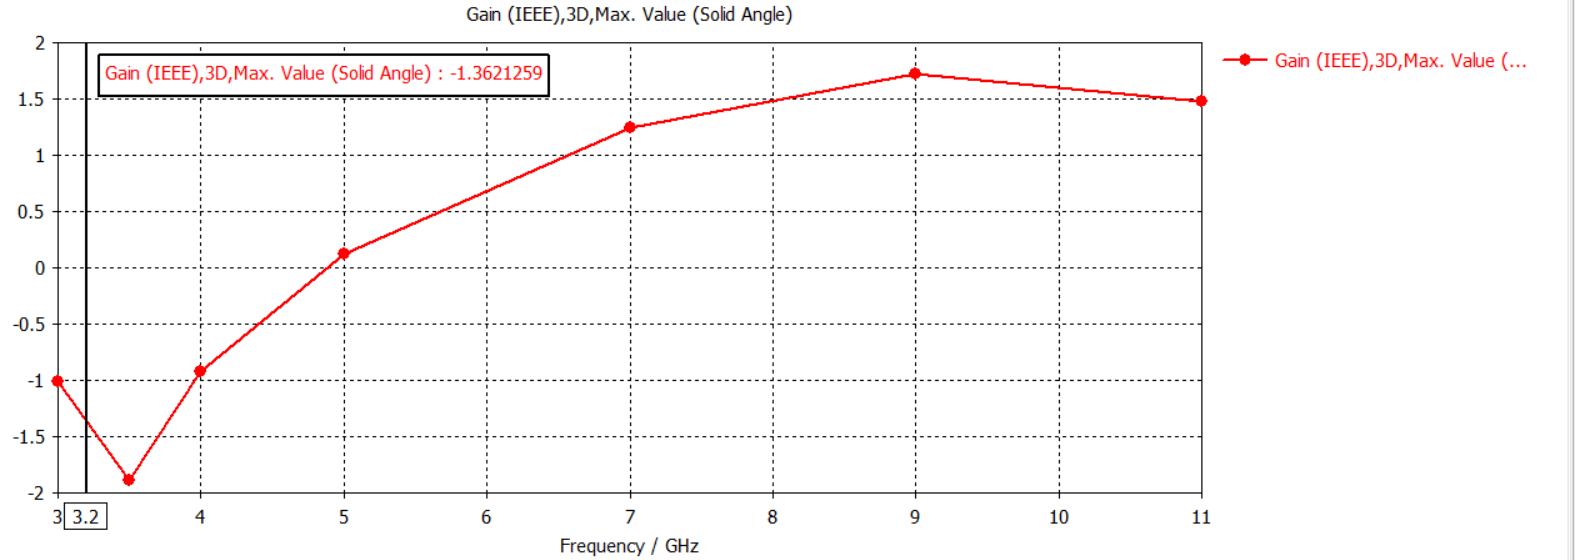 Gain (IEEE),3D,Max. Value (Solid Angle)
Gain (IEEE),3D,Max. Value (Solid Angle) : -1.3621259
Gain (IEEE),3D,Max. Value (...
2
1.5
1
0.5
0
-0.5
-1
-1.5
-2
3 3.2 4 5 6 7 8 9 10 11
Frequency / GHz